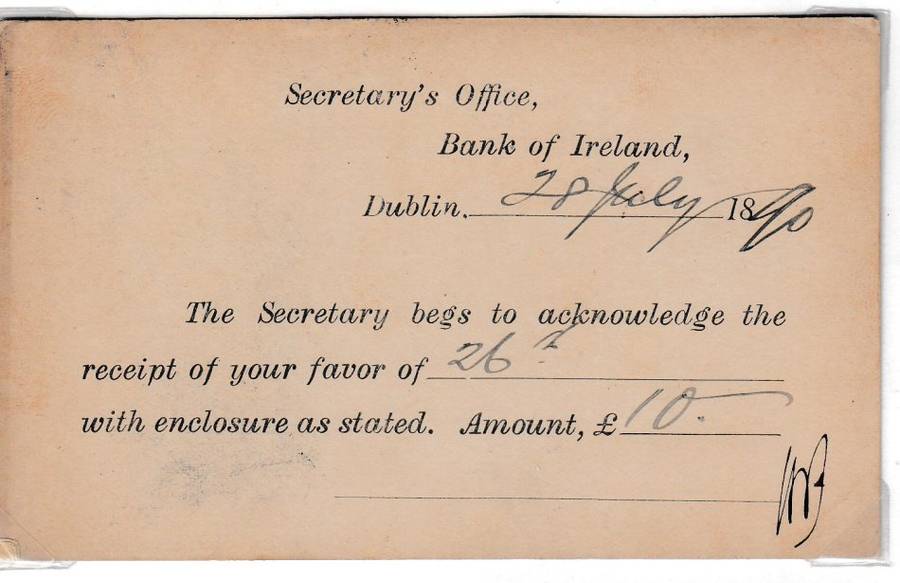 Secretary's Office,
Bank of Ireland,
Dublin. 28 July 1890
The Secretary begs to acknowledge the
receipt of your favor of 26
with enclosure as stated. Amount, £10.